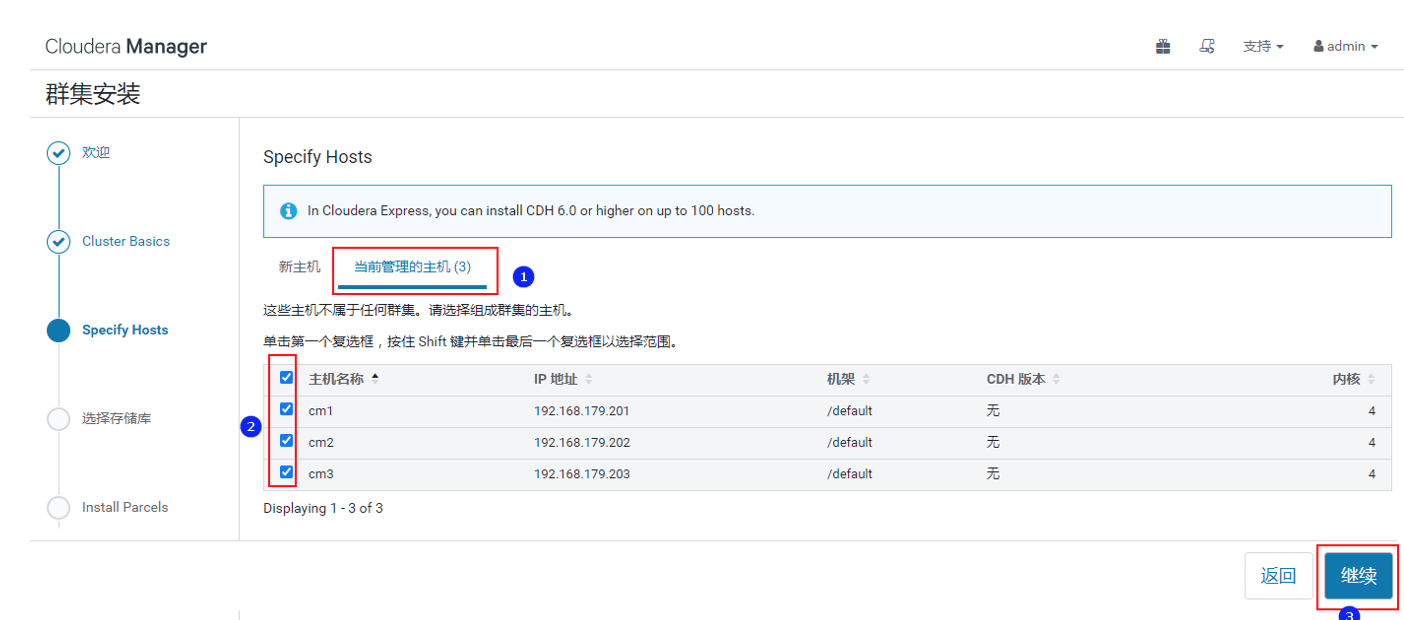 Cloudera Manager
支持
admin
群集安装
欢迎
Cluster Basics
Specify Hosts
选择存储库
Install Parcels
Specify Hosts
In Cloudera Express, you can install CDH 6.0 or higher on up to 100 hosts.
新主机 当前管理的主机 (3) 1
这些主机不属于任何群集。请选择组成群集的主机。
单击第一个复选框，按住 Shift 键并单击最后一个复选框以选择范围。
主机名称 IP 地址 机架 CDH 版本 内核
cm1 192.168.179.201 /default 无 4
2
cm2 192.168.179.202 /default 无 4
cm3 192.168.179.203 /default 无 4
Displaying 1 - 3 of 3
返回 继续
3